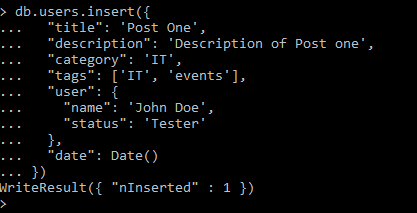 > db.users.insert({
...   "title": 'Post One',
...   "description": 'Description of Post one',
...   "category": 'IT',
...   "tags": ['IT', 'events'],
...   "user": {
...     "name": 'John Doe',
...     "status": 'Tester'
...   },
...   "date": Date()
... })
WriteResult({ "nInserted" : 1 })
>